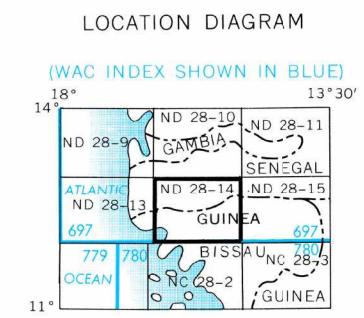 LOCATION DIAGRAM
(WAC INDEX SHOWN IN BLUE)
18° 13°30'
14°
ND 28-10
ND 28-11
ND 28-9
GAMBIA
SENEGAL
ATLANTIC
ND 28-14
ND 28-15
ND 28-13
GUINEA
697
697
779
780
BISSAU
780
NC 28-3
OCEAN
NC 28-2
GUINEA
11°